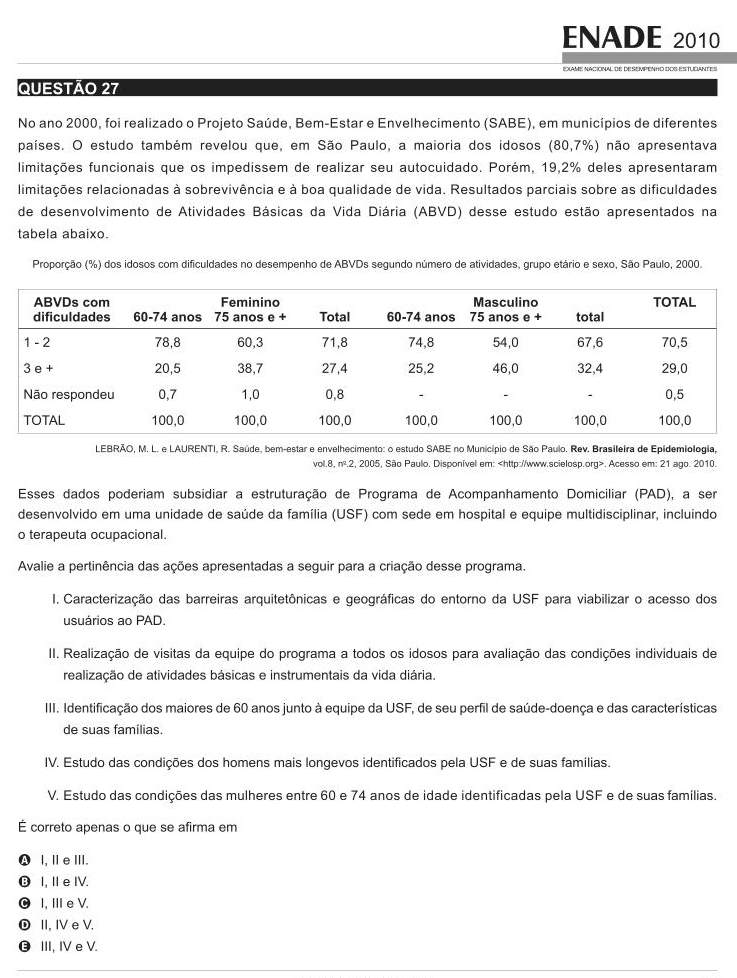 ENADE 2010
EXAME NACIONAL DE DESEMPENHO DOS ESTUDANTES
QUESTÃO 27
No ano 2000, foi realizado o Projeto Saúde, Bem-Estar e Envelhecimento (SABE), em municípios de diferentes
países. O estudo também revelou que, em São Paulo, a maioria dos idosos (80,7%) não apresentava
limitações funcionais que os impedissem de realizar seu autocuidado. Porém, 19,2% deles apresentaram
limitações relacionadas à sobrevivência e à boa qualidade de vida. Resultados parciais sobre as dificuldades
de desenvolvimento de Atividades Básicas da Vida Diária (ABVD) desse estudo estão apresentados na
tabela abaixo.
Proporção (%) dos idosos com dificuldades no desempenho de ABVDs segundo número de atividades, grupo etário e sexo, São Paulo, 2000.
ABVDs com Feminino Masculino TOTAL
dificuldades 60-74 anos 75 anos e + Total 60-74 anos 75 anos e + total
1 - 2 78,8 60,3 71,8 74,8 54,0 67,6 70,5
3 e + 20,5 38,7 27,4 25,2 46,0 32,4 29,0
Não respondeu 0,7 1,0 0,8 - - - 0,5
TOTAL 100,0 100,0 100,0 100,0 100,0 100,0 100,0
LEBRÃO, M. L. e LAURENTI, R. Saúde, bem-estar e envelhecimento: o estudo SABE no Município de São Paulo. Rev. Brasileira de Epidemiologia,
vol.8, nº.2, 2005, São Paulo. Disponível em: <http://www.scielosp.org>. Acesso em: 21 ago. 2010.
Esses dados poderiam subsidiar a estruturação de Programa de Acompanhamento Domiciliar (PAD), a ser
desenvolvido em uma unidade de saúde da família (USF) com sede em hospital e equipe multidisciplinar, incluindo
o terapeuta ocupacional.
Avalie a pertinência das ações apresentadas a seguir para a criação desse programa.
I. Caracterização das barreiras arquitetônicas e geográficas do entorno da USF para viabilizar o acesso dos
usuários ao PAD.
II. Realização de visitas da equipe do programa a todos os idosos para avaliação das condições individuais de
realização de atividades básicas e instrumentais da vida diária.
III. Identificação dos maiores de 60 anos junto à equipe da USF, de seu perfil de saúde-doença e das características
de suas famílias.
IV. Estudo das condições dos homens mais longevos identificados pela USF e de suas famílias.
V. Estudo das condições das mulheres entre 60 e 74 anos de idade identificadas pela USF e de suas famílias.
É correto apenas o que se afirma em
A I, II e III.
B I, II e IV.
C I, III e V.
D II, IV e V.
E III, IV e V.